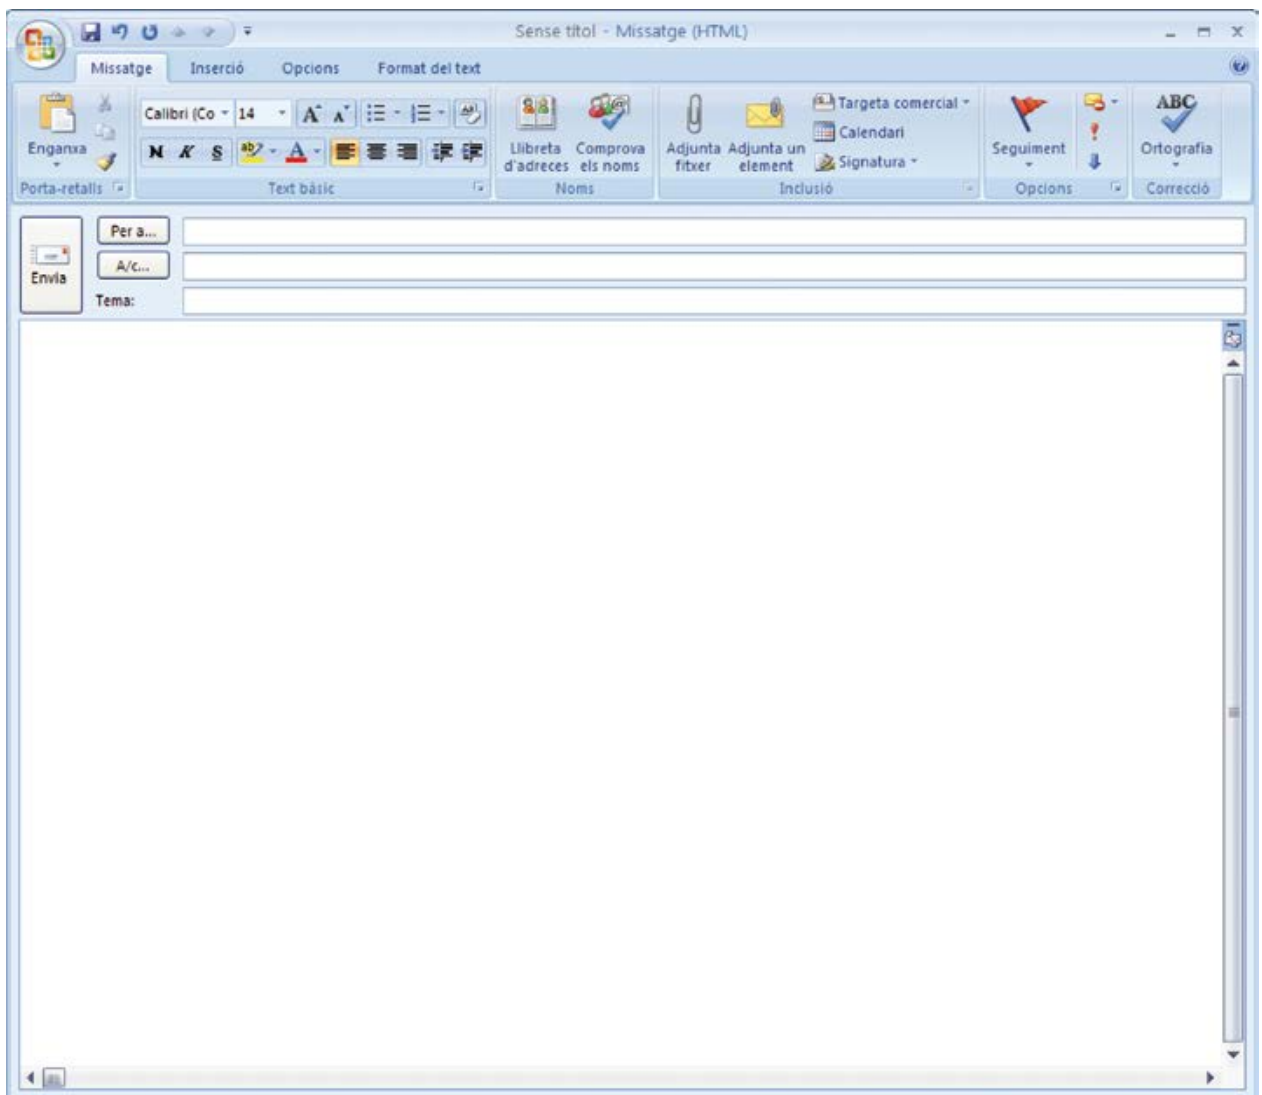 Sense títol - Missatge (HTML)
Missatge Inserció Opcions Format del text
Enganxa
Porta-retalls
Calibri (Co 14
N K S ab A
Text bàsic
Llibreta d'adreces
Comprova els noms
Noms
Adjunta fitxer
Adjunta un element
Targeta comercial
Calendari
Signatura
Inclusió
Seguiment
Opcions
ABC
Ortografia
Correcció
Envia
Per a...
A/c...
Tema: